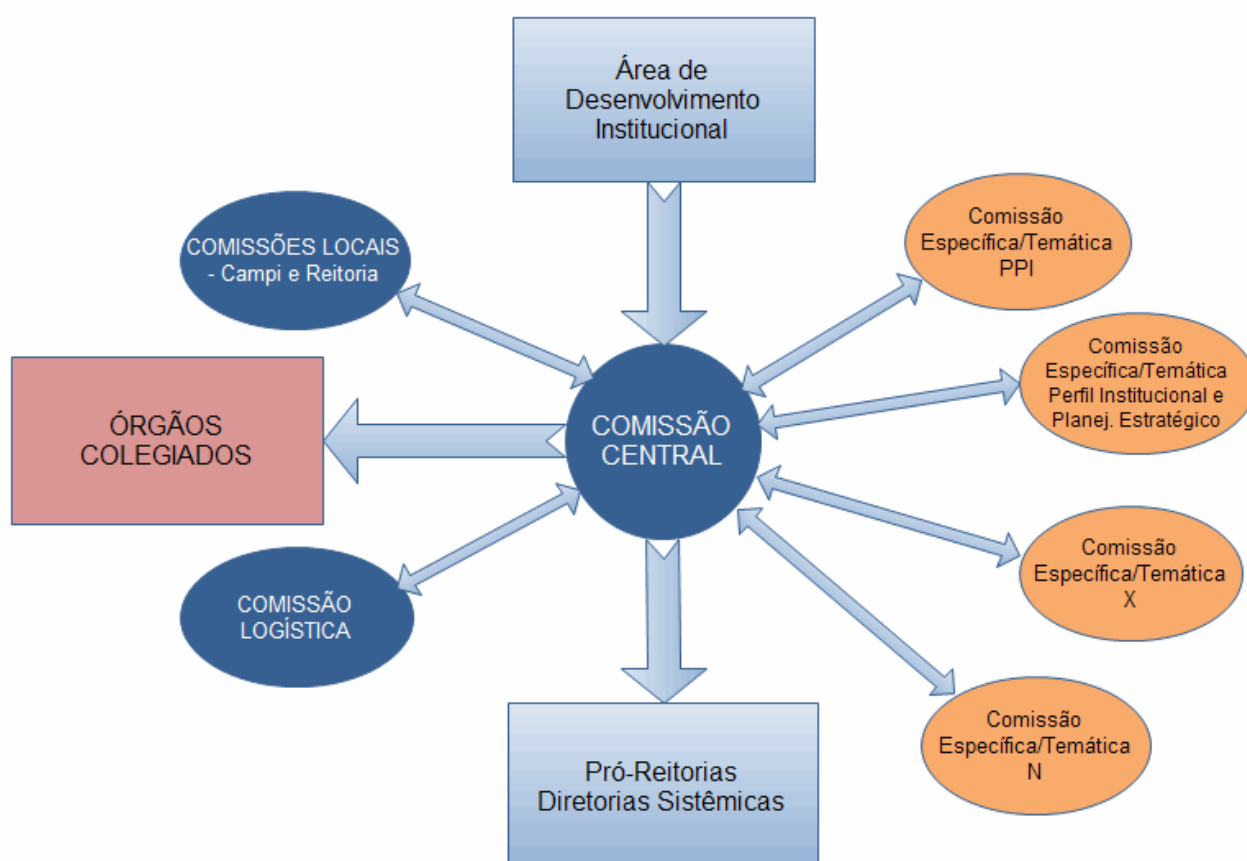 Área de
Desenvolvimento
Institucional
COMISSÕES LOCAIS
- Campi e Reitoria
Comissão
Específica/Temática
PPI
Comissão
Específica/Temática
Perfil Institucional e
Planej. Estratégico
ÓRGÃOS
COLEGIADOS
COMISSÃO
CENTRAL
Comissão
Específica/Temática
X
COMISSÃO
LOGÍSTICA
Comissão
Específica/Temática
N
Pró-Reitorias
Diretorias Sistêmicas